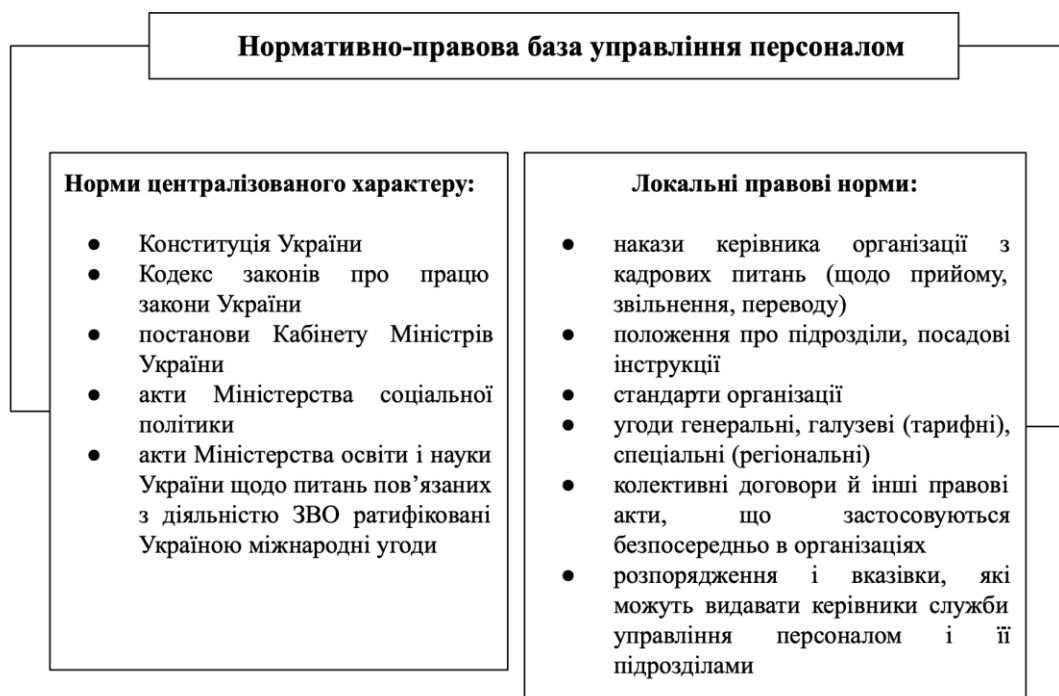 Нормативно-правова база управління персоналом
Норми централізованого характеру:
● Конституція України
● Кодекс законів про працю
закони України
● постанови Кабінету Міністрів
України
● акти Міністерства соціальної
політики
● акти Міністерства освіти і науки
України щодо питань пов’язаних
з діяльністю ЗВО ратифіковані
Україною міжнародні угоди
Локальні правові норми:
● накази керівника організації з
кадрових питань (щодо прийому,
звільнення, переводу)
● положення про підрозділи, посадові
інструкції
● стандарти організації
● угоди генеральні, галузеві (тарифні),
спеціальні (регіональні)
● колективні договори й інші правові
акти, що застосовуються
безпосередньо в організаціях
● розпорядження і вказівки, які
можуть видавати керівники служби
управління персоналом і її
підрозділами